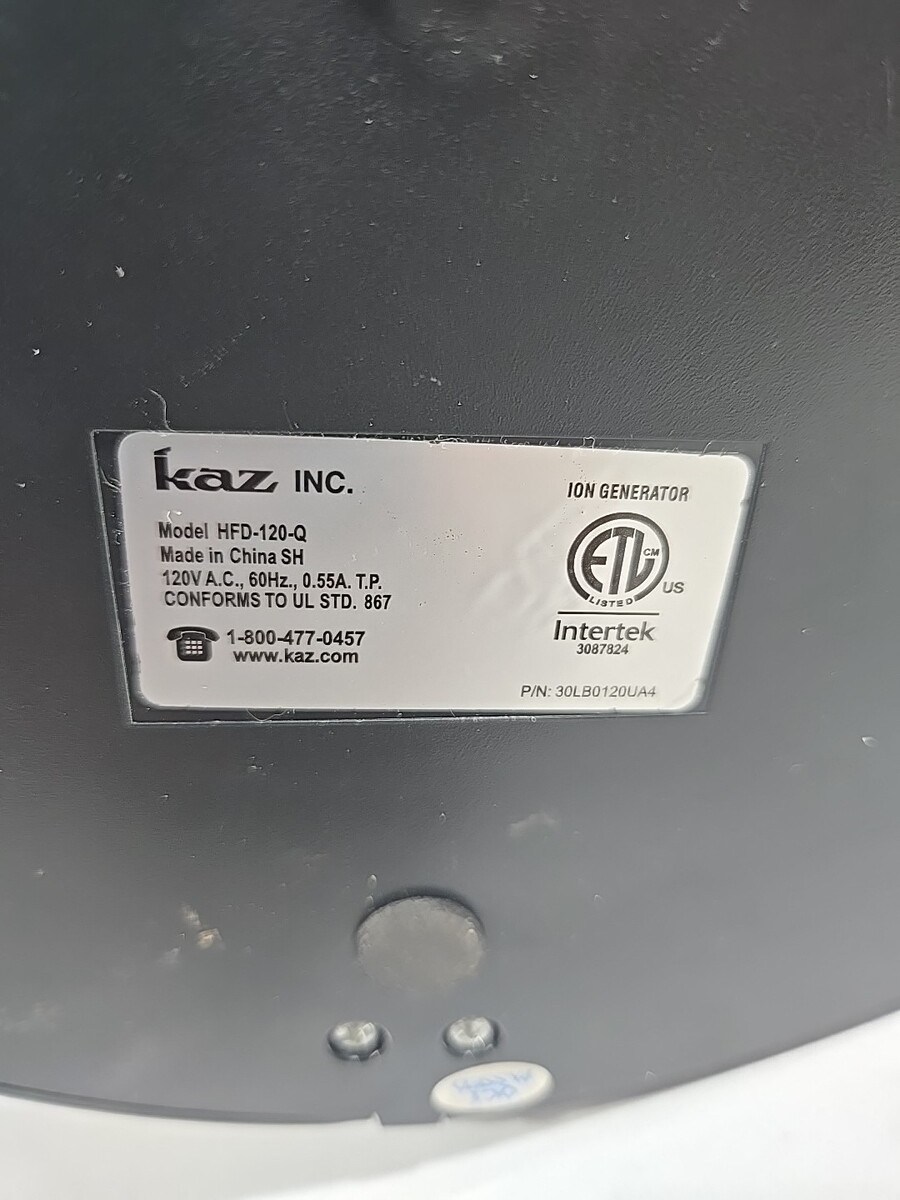 kaz INC.
Model HFD-120-Q
Made in China SH
120V A.C., 60Hz., 0.55A. T.P.
CONFORMS TO UL STD. 867
1-800-477-0457
www.kaz.com
ION GENERATOR
ETL CM
LISTED
US
Intertek
3087824
P/N: 30LB0120UA4